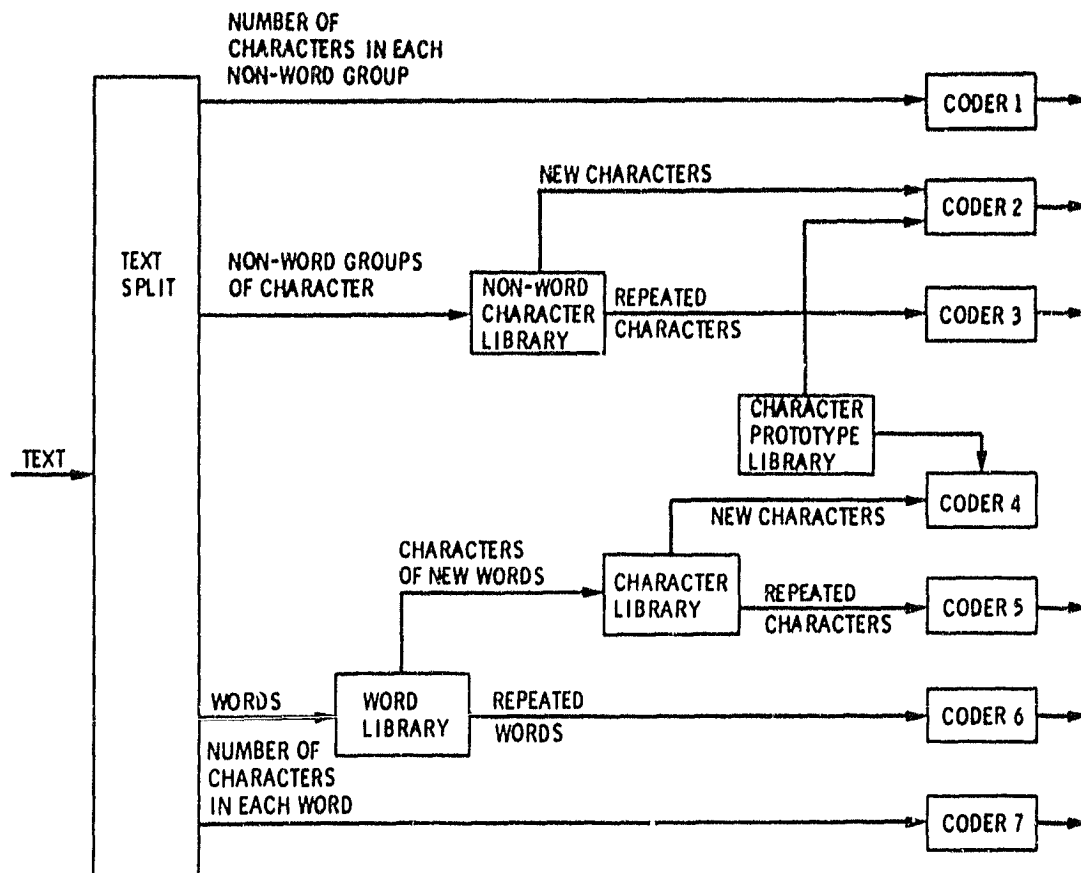 NUMBER OF
CHARACTERS IN EACH
NON-WORD GROUP
CODER 1
NEW CHARACTERS
CODER 2
TEXT
SPLIT
NON-WORD GROUPS
OF CHARACTER
NON-WORD
CHARACTER
LIBRARY
REPEATED
CHARACTERS
CODER 3
CHARACTER
PROTOTYPE
LIBRARY
TEXT
CODER 4
NEW CHARACTERS
CHARACTERS
OF NEW WORDS
CHARACTER
LIBRARY
REPEATED
CHARACTERS
CODER 5
WORDS
WORD
LIBRARY
REPEATED
WORDS
CODER 6
NUMBER OF
CHARACTERS
IN EACH WORD
CODER 7